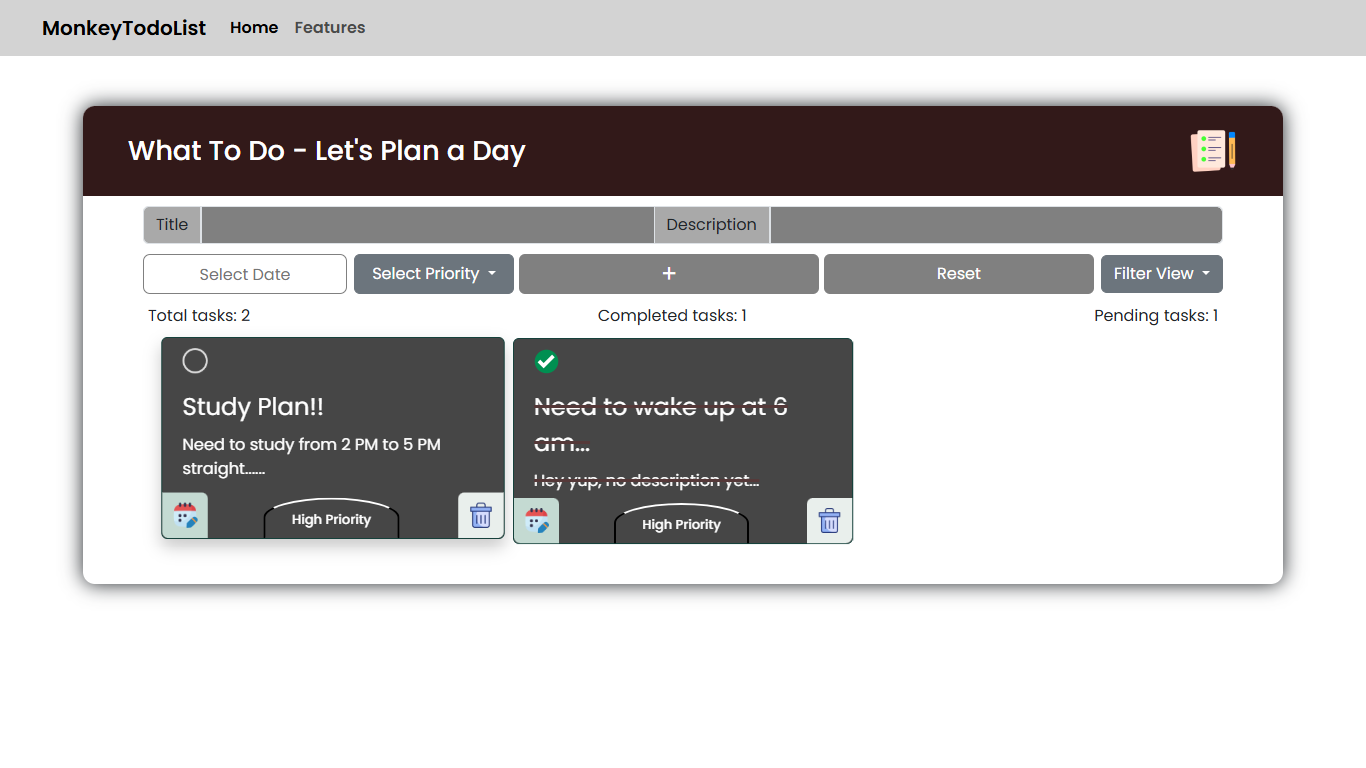 MonkeyTodoList Home Features
What To Do - Let's Plan a Day
Title Description
Select Date Select Priority + Reset Filter View
Total tasks: 2 Completed tasks: 1 Pending tasks: 1
Study Plan!!
Need to study from 2 PM to 5 PM
straight......
High Priority
Need to wake up at 6
am...
Hey yup, no description yet...
High Priority